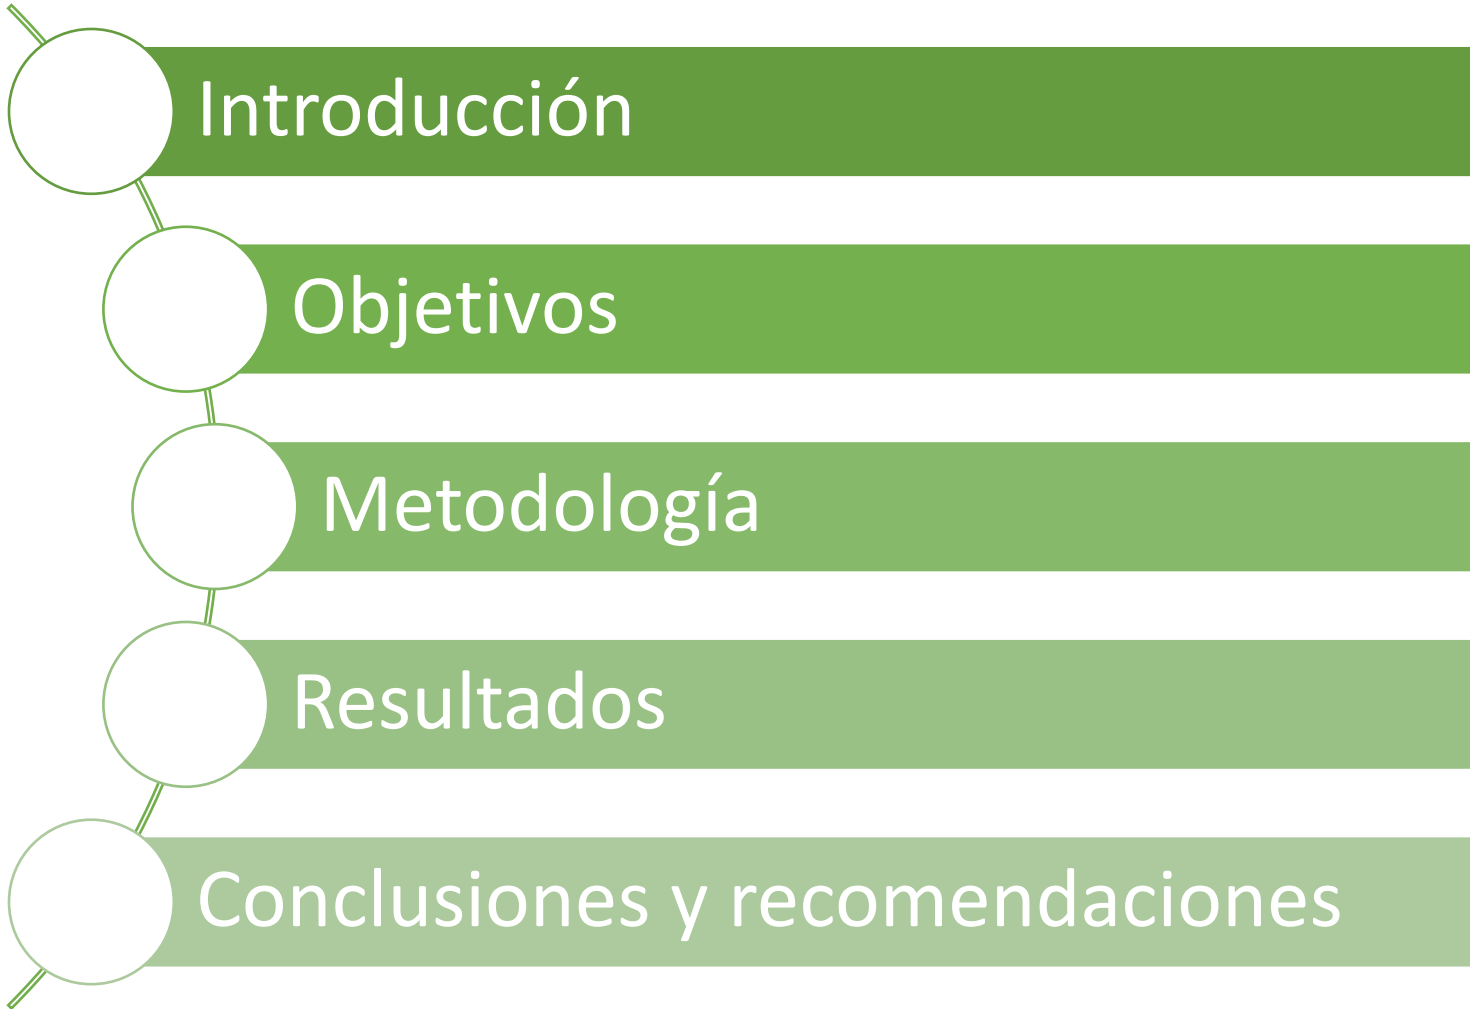 Introducción
Objetivos
Metodología
Resultados
Conclusiones y recomendaciones